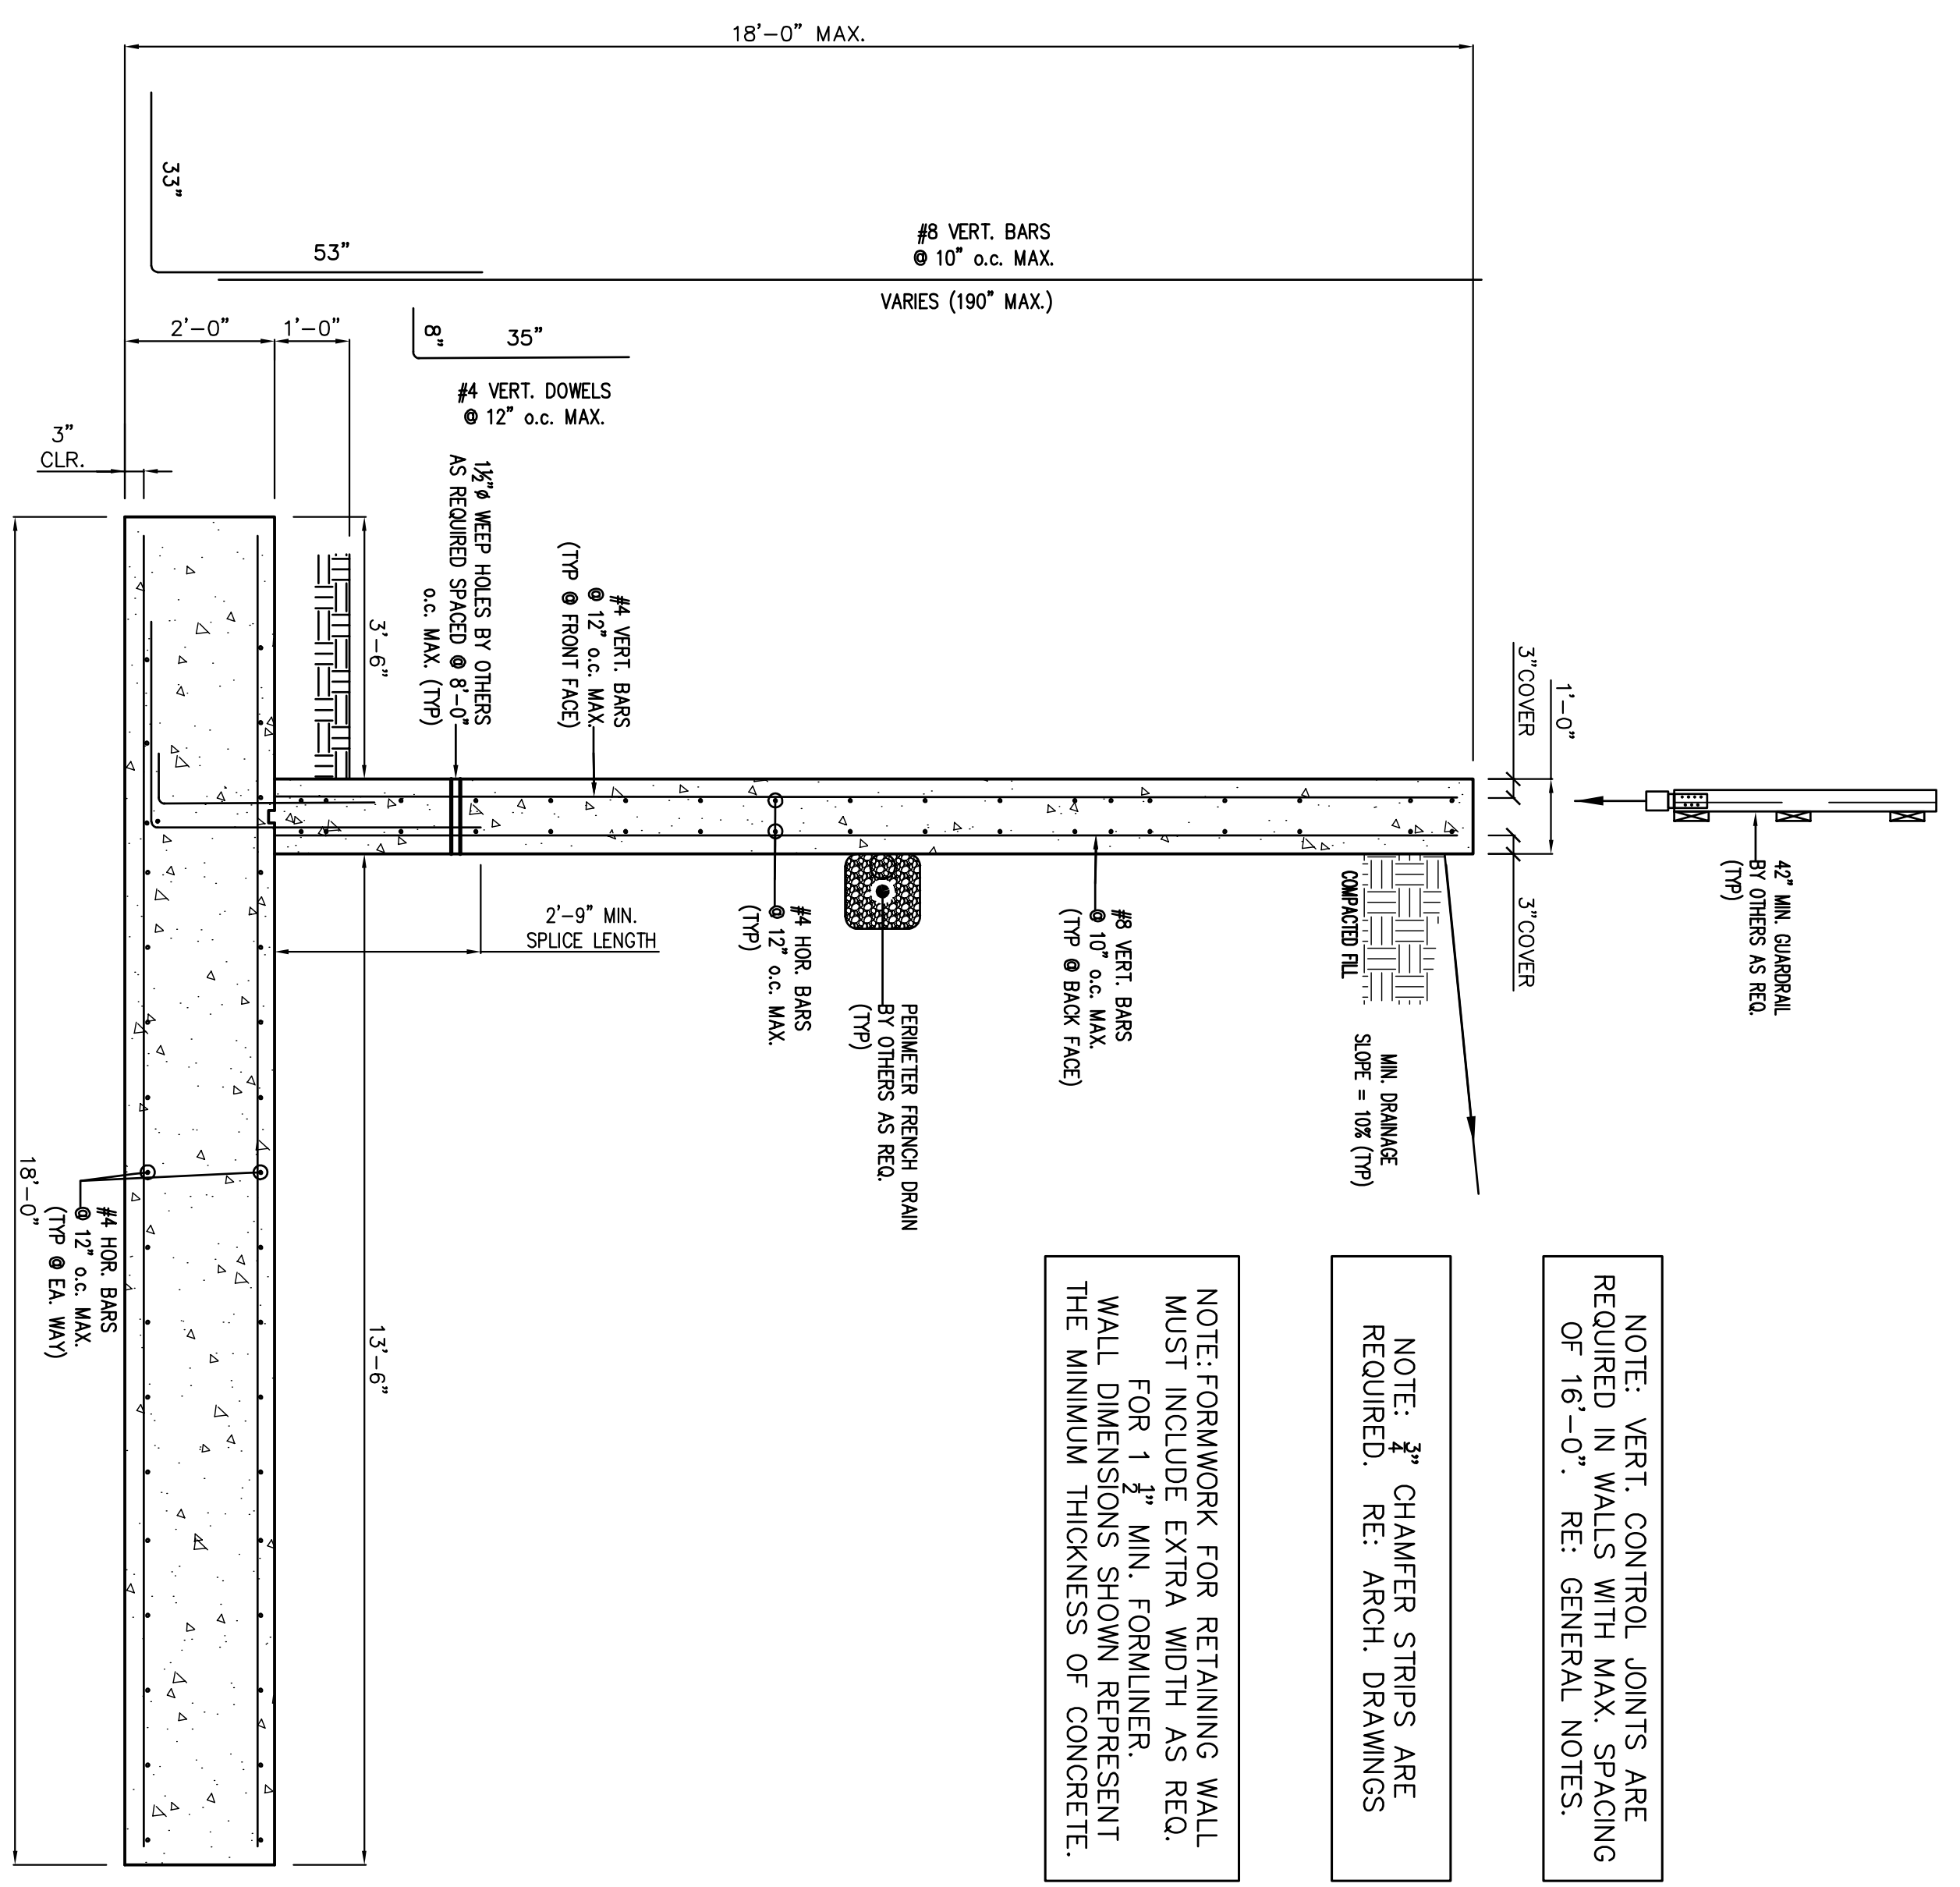 18'-0" MAX.
33"
53"
#8 VERT. BARS
@ 10" o.c. MAX.
VARIES (190" MAX.)
8"
35"
#4 VERT. DOWELS
@ 12" o.c. MAX.
2'-0"
1'-0"
3"
CLR.
1½"ø WEEP HOLES BY OTHERS
AS REQUIRED SPACED @ 8'-0"
o.c. MAX. (TYP)
#4 VERT. BARS
@ 12" o.c. MAX.
(TYP @ FRONT FACE)
3'-6"
3"COVER
1'-0"
3"COVER
42" MIN. GUARDRAIL
BY OTHERS AS REQ.
(TYP)
COMPACTED FILL
MIN. DRAINAGE
SLOPE = 10% (TYP)
#8 VERT. BARS
@ 10" o.c. MAX.
(TYP @ BACK FACE)
PERIMETER FRENCH DRAIN
BY OTHERS AS REQ.
(TYP)
#4 HOR. BARS
@ 12" o.c. MAX.
(TYP)
2'-9" MIN.
SPLICE LENGTH
13'-6"
#4 HOR. BARS
@ 12" o.c. MAX.
(TYP @ EA. WAY)
18'-0"
NOTE: VERT. CONTROL JOINTS ARE
REQUIRED IN WALLS WITH MAX. SPACING
OF 16'-0". RE: GENERAL NOTES.
NOTE: 3/4" CHAMFER STRIPS ARE
REQUIRED. RE: ARCH. DRAWINGS
NOTE: FORMWORK FOR RETAINING WALL
MUST INCLUDE EXTRA WIDTH AS REQ.
FOR 1 1/2" MIN. FORMLINER.
WALL DIMENSIONS SHOWN REPRESENT
THE MINIMUM THICKNESS OF CONCRETE.